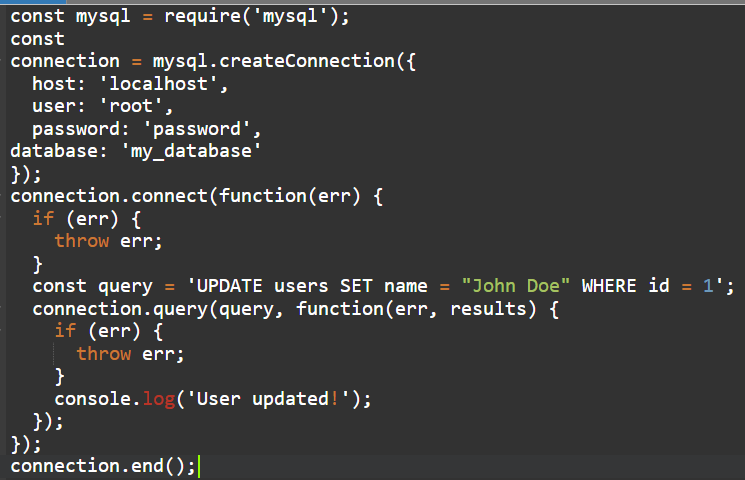 const mysql = require('mysql');
const
connection = mysql.createConnection({
  host: 'localhost',
  user: 'root',
  password: 'password',
database: 'my_database'
});
connection.connect(function(err) {
  if (err) {
    throw err;
  }
  const query = 'UPDATE users SET name = "John Doe" WHERE id = 1';
  connection.query(query, function(err, results) {
    if (err) {
      throw err;
    }
    console.log('User updated!');
  });
});
connection.end();